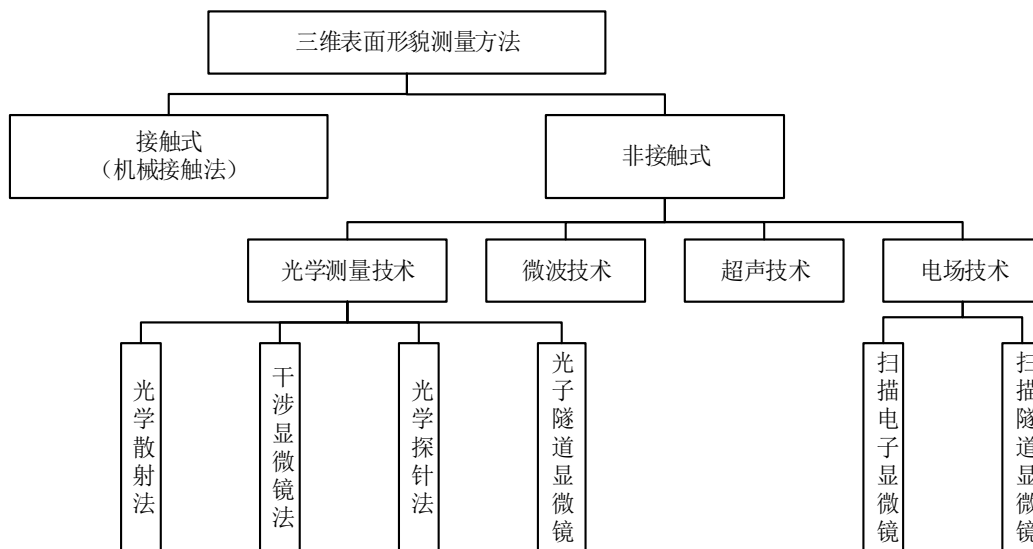 三维表面形貌测量方法
接触式
（机械接触法）
非接触式
光学测量技术
微波技术
超声技术
电场技术
光学散射法
干涉显微镜法
光学探针法
光子隧道显微镜
扫描电子显微镜
扫描隧道显微镜